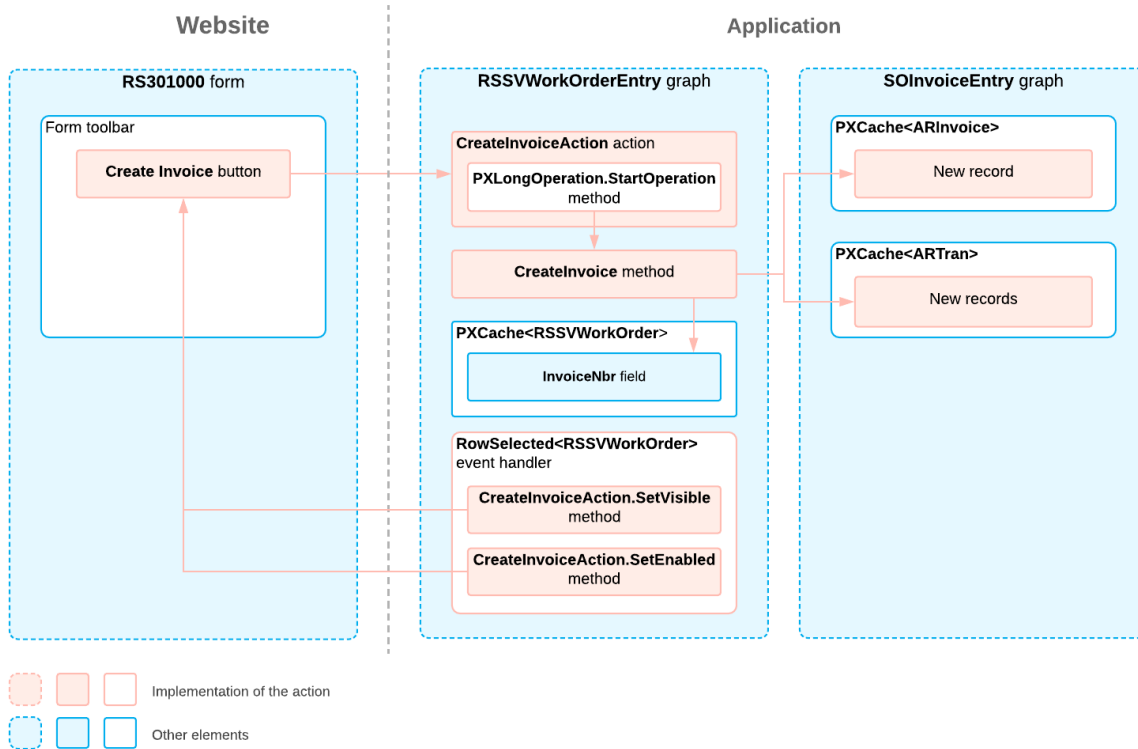 Website
Application
RS301000 form
Form toolbar
Create Invoice button
RSSVWorkOrderEntry graph
CreateInvoiceAction action
PXLongOperation.StartOperation
method
CreateInvoice method
PXCache<RSSVWorkOrder>
InvoiceNbr field
RowSelected<RSSVWorkOrder>
event handler
CreateInvoiceAction.SetVisible
method
CreateInvoiceAction.SetEnabled
method
SOInvoiceEntry graph
PXCache<ARInvoice>
New record
PXCache<ARTran>
New records
Implementation of the action
Other elements